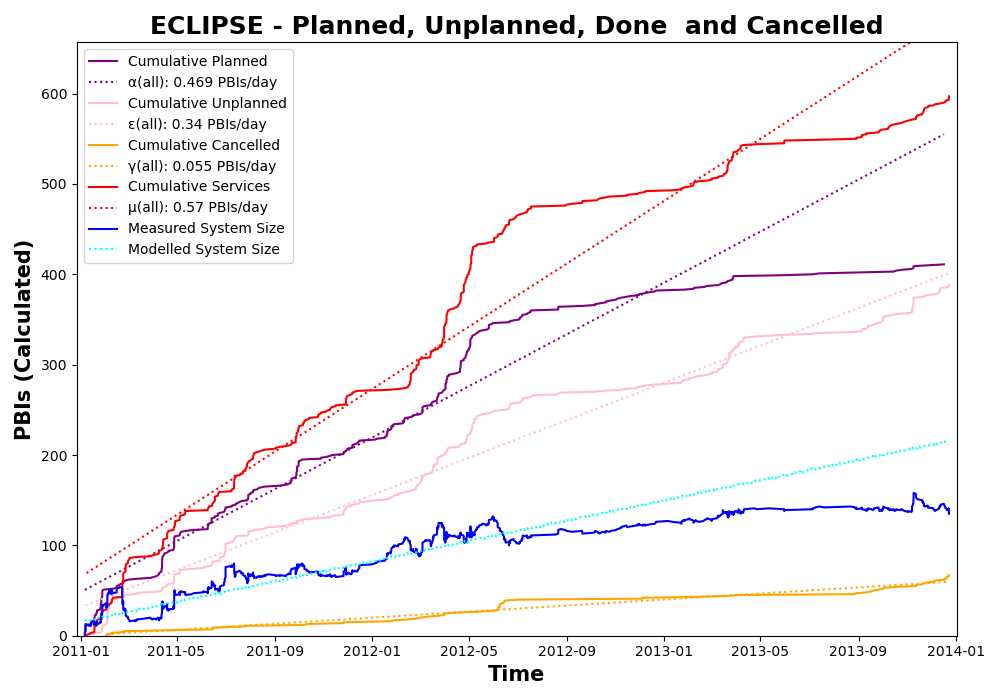 ECLIPSE - Planned, Unplanned, Done  and Cancelled
Cumulative Planned
α(all): 0.469 PBIs/day
Cumulative Unplanned
ε(all): 0.34 PBIs/day
Cumulative Cancelled
γ(all): 0.055 PBIs/day
Cumulative Services
μ(all): 0.57 PBIs/day
Measured System Size
Modelled System Size
PBIs (Calculated)
600
500
400
300
200
100
0
2011-01 2011-05 2011-09 2012-01 2012-05 2012-09 2013-01 2013-05 2013-09 2014-01
Time